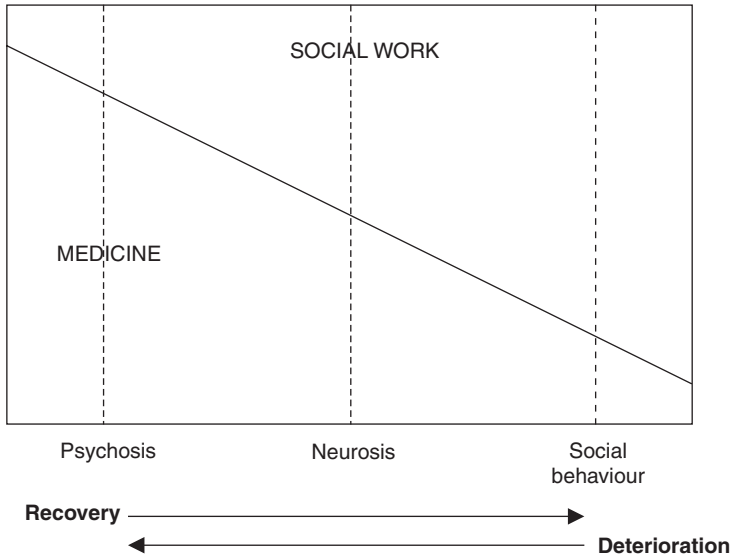 SOCIAL WORK
MEDICINE
Psychosis
Neurosis
Social
behaviour
Recovery
Deterioration